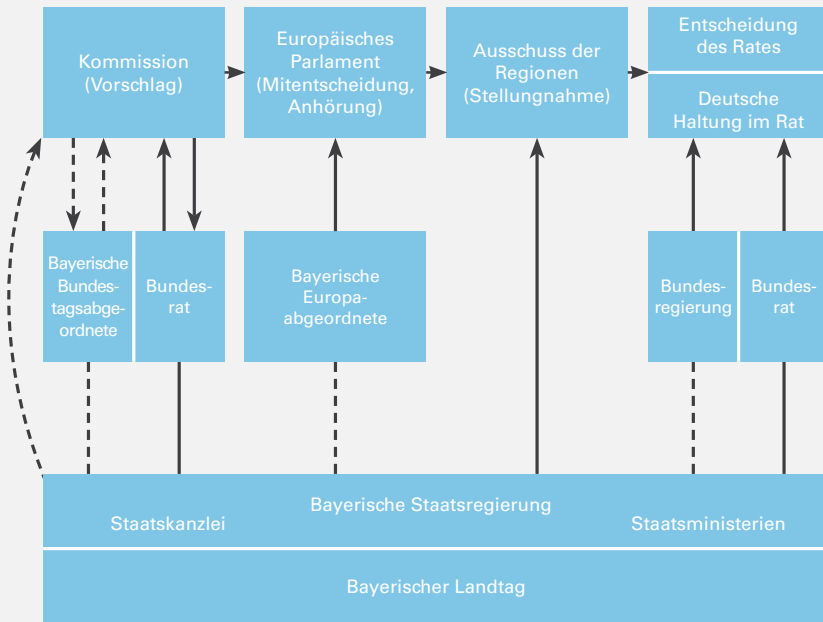 Kommission
(Vorschlag)
Europäisches
Parlament
(Mitentscheidung,
Anhörung)
Ausschuss der
Regionen
(Stellungnahme)
Entscheidung
des Rates
Deutsche
Haltung im Rat
Bayerische
Bundes-
tagsabge-
ordnete
Bundes-
rat
Bayerische
Europa-
abgeordnete
Bundes-
regierung
Bundes-
rat
Bayerische Staatsregierung
Staatskanzlei
Staatsministerien
Bayerischer Landtag